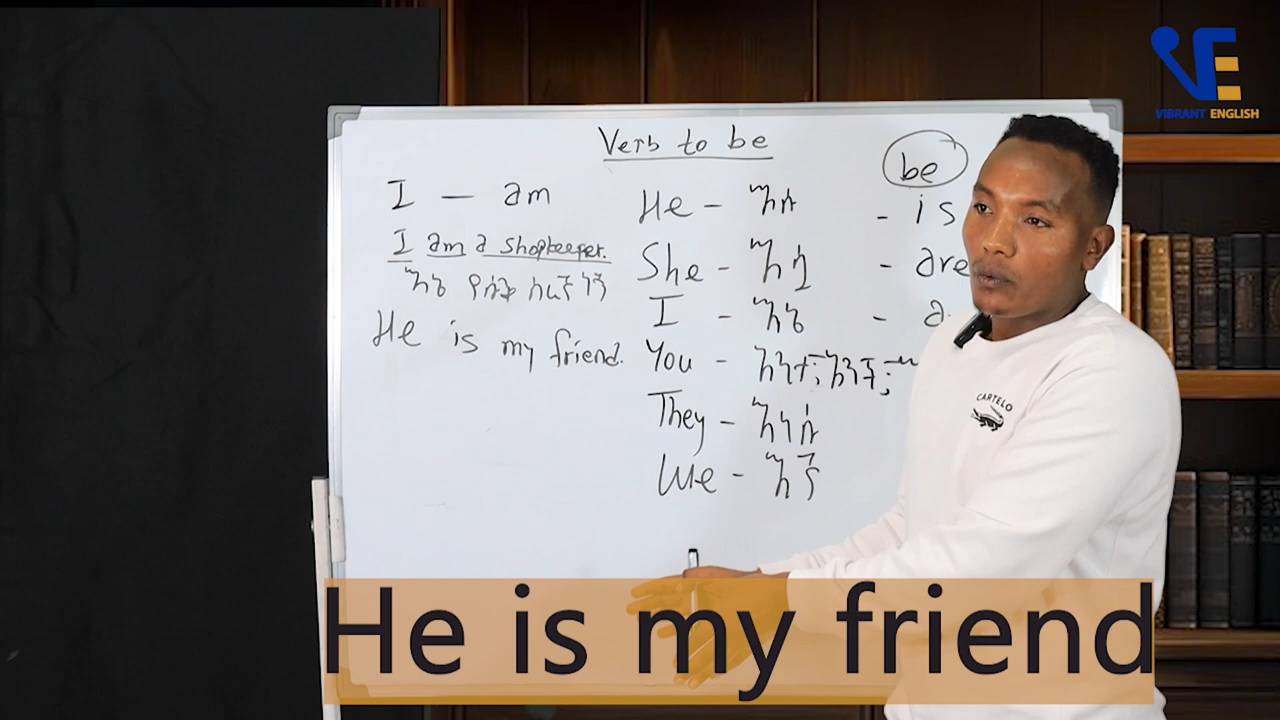 VIBRANT ENGLISH
Verb to be
be
I — am
I am a shopkeeper.
እኔ የሱቅ ሰራተኛ ነኝ
He is my friend.
He - እሱ - is
She - እሷ - are
I - እኔ - a
You - አንተ; አንቺ;
They - እነሱ
We - እኛ
CARTELO
He is my friend